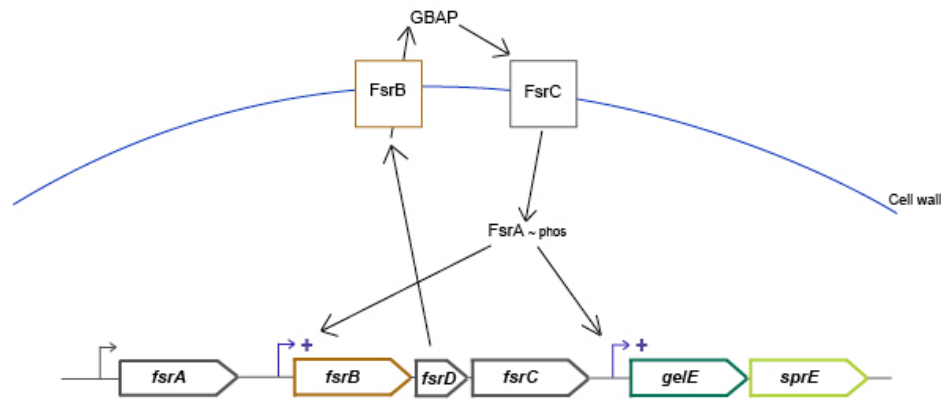 GBAP
FsrB
FsrC
Cell wall
FsrA ~ phos
+
+
fsrA
fsrB
fsrD
fsrC
gelE
sprE